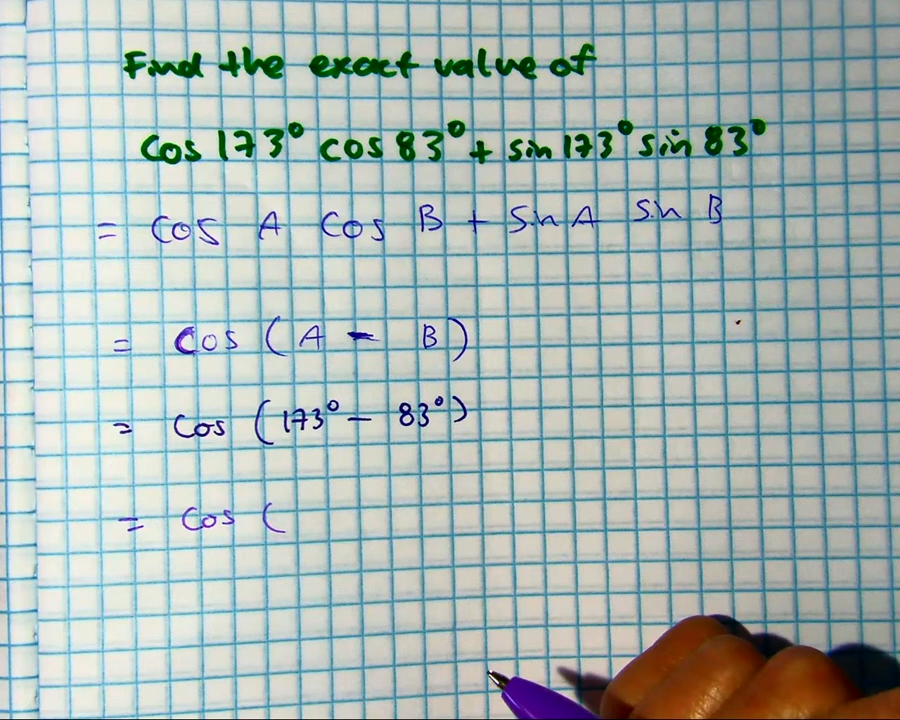 Find the exact value of
cos 173° cos 83° + sin 173° sin 83°
= cos A cos B + sin A sin B
= cos (A - B)
= cos (173° - 83°)
= cos (